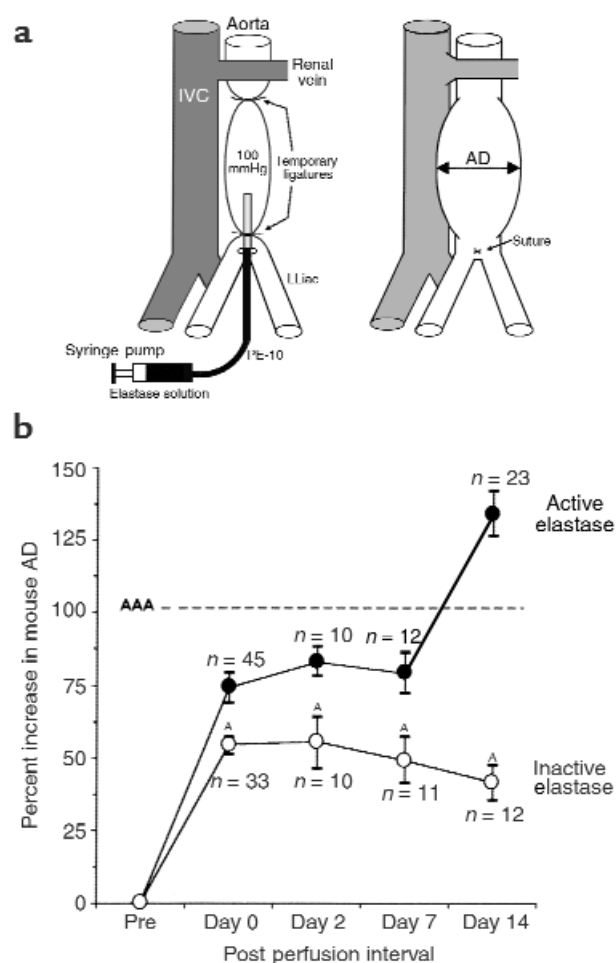 a
Aorta
Renal
vein
IVC
100
mmHg
Temporary
ligatures
LLiac
PE-10
Syringe pump
Elastase solution
AD
Suture
b
Percent increase in mouse AD
150
125
100
75
50
25
0
AAA
n = 45
n = 10
n = 12
n = 23
Active
elastase
A
A
A
A
n = 33
n = 10
n = 11
n = 12
Inactive
elastase
Pre Day 0 Day 2 Day 7 Day 14
Post perfusion interval